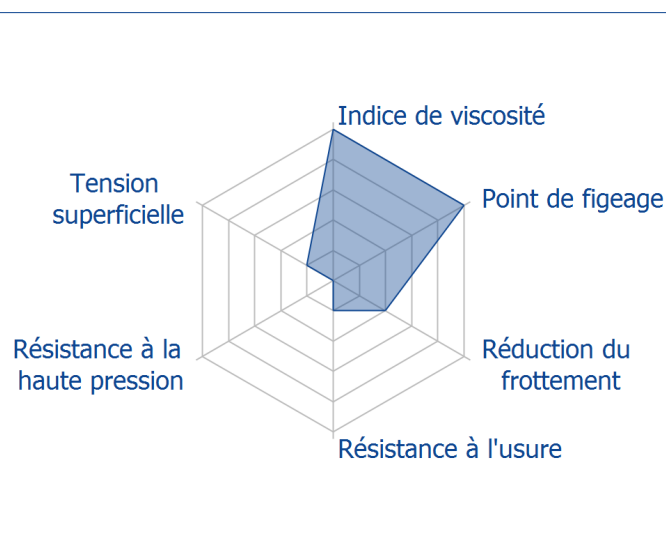 Indice de viscosité
Tension
superficielle
Point de figeage
Résistance à la
haute pression
Réduction du
frottement
Résistance à l'usure